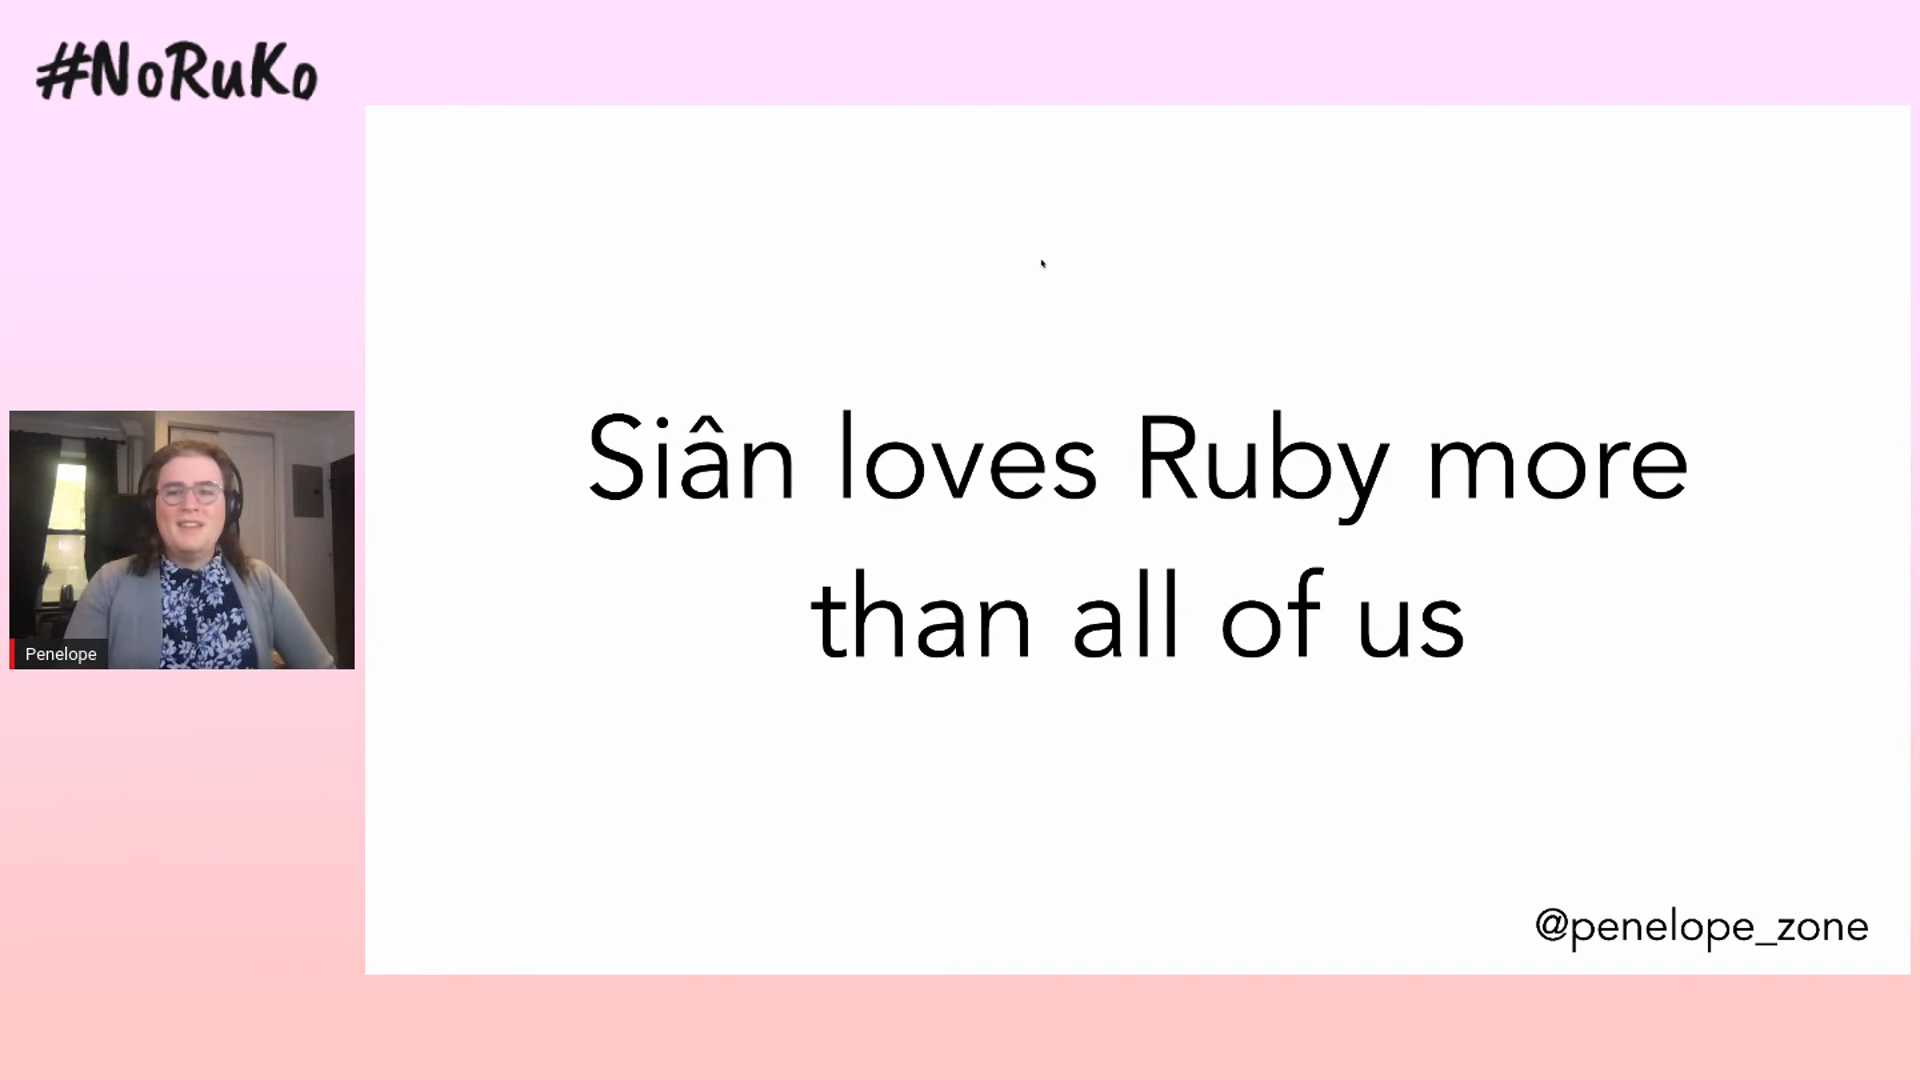 #NoRuKo
Siân loves Ruby more
than all of us
Penelope
@penelope_zone